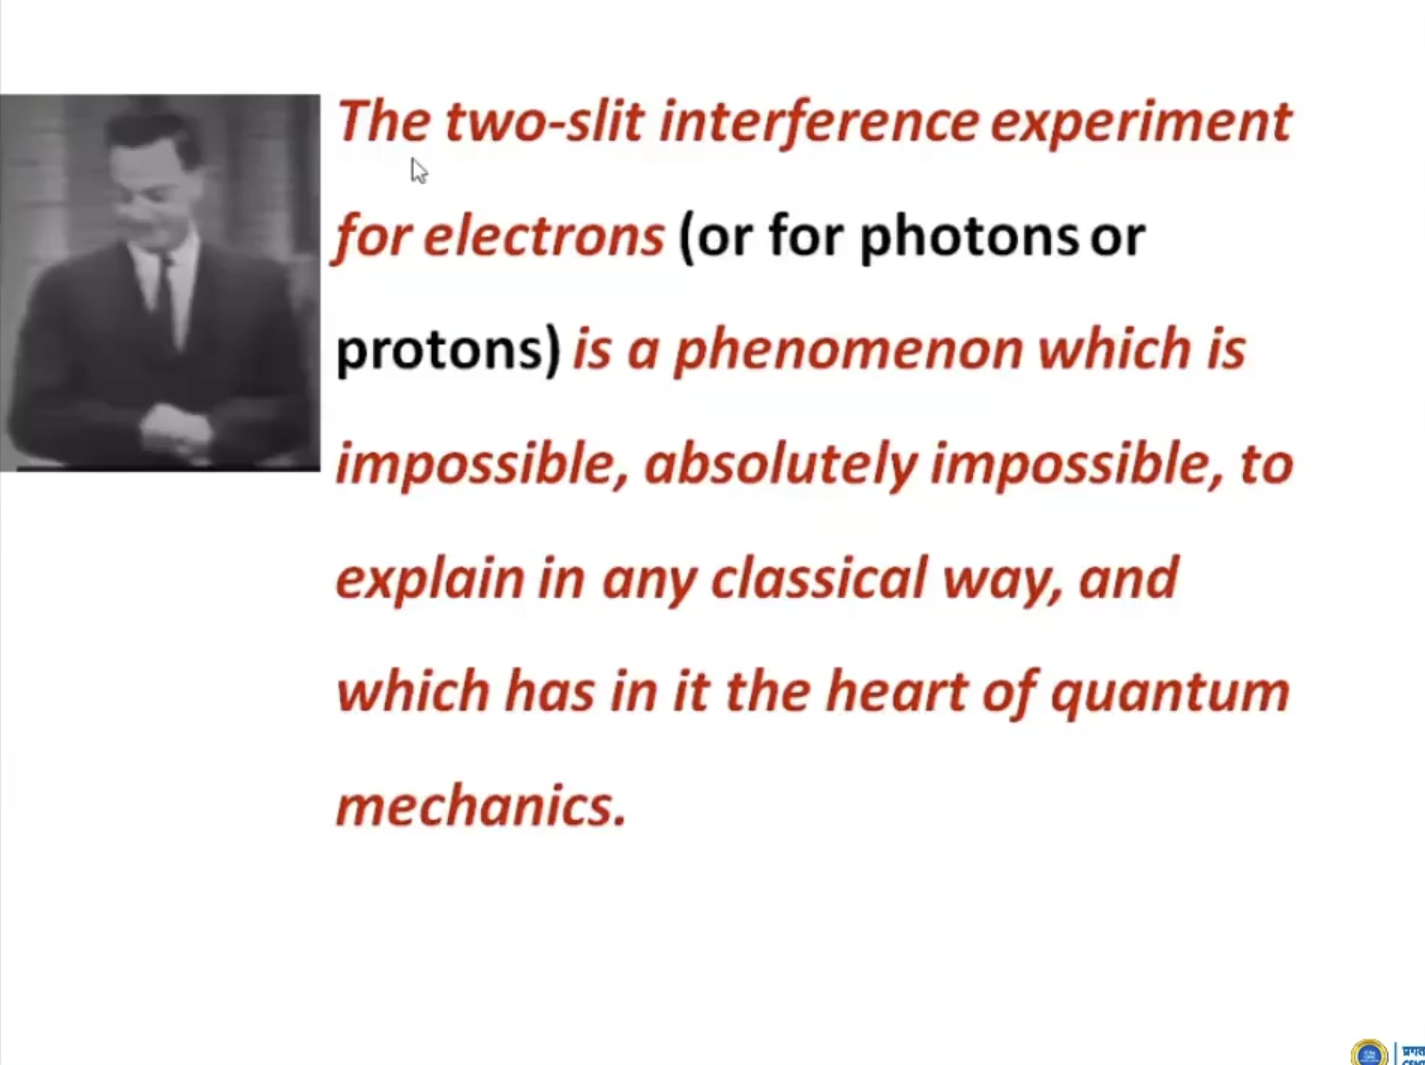 The two-slit interference experiment
for electrons (or for photons or
protons) is a phenomenon which is
impossible, absolutely impossible, to
explain in any classical way, and
which has in it the heart of quantum
mechanics.